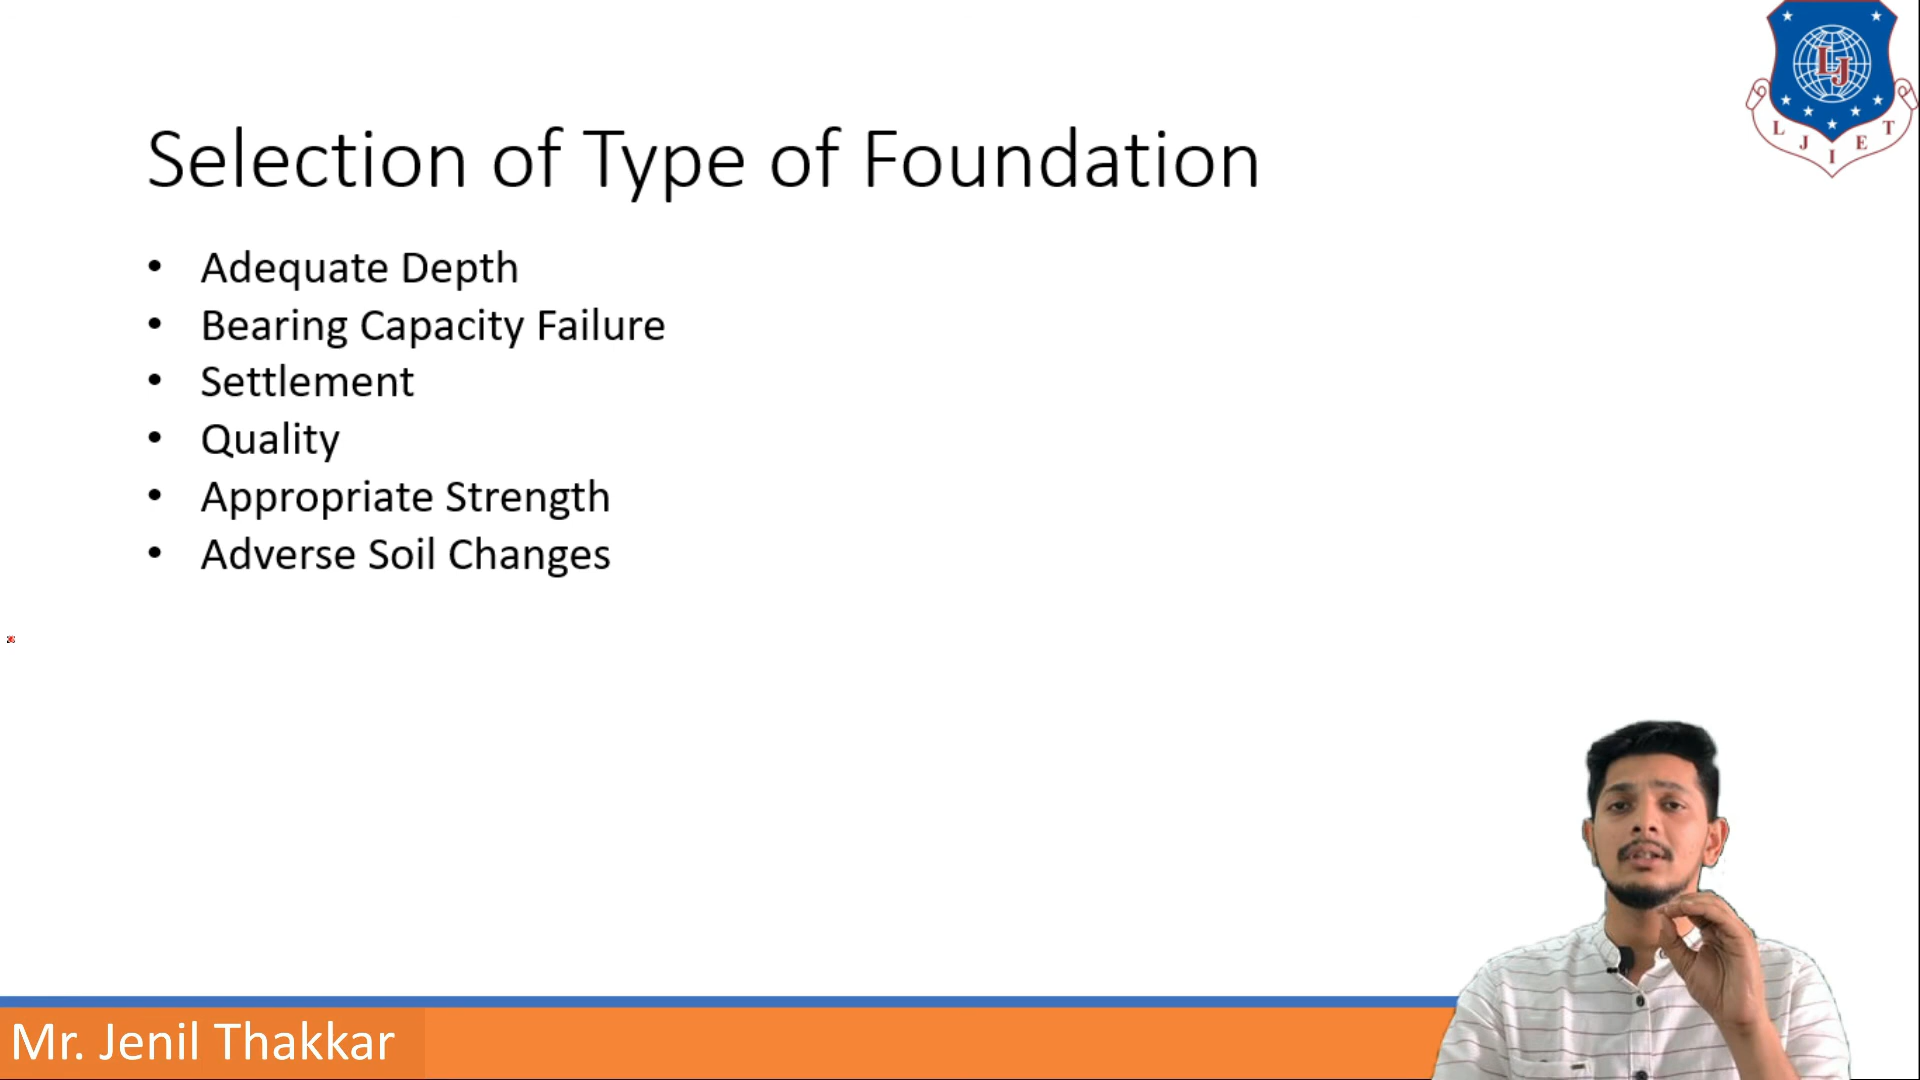 Selection of Type of Foundation
• Adequate Depth
• Bearing Capacity Failure
• Settlement
• Quality
• Appropriate Strength
• Adverse Soil Changes
LJ
L J I E T
Mr. Jenil Thakkar